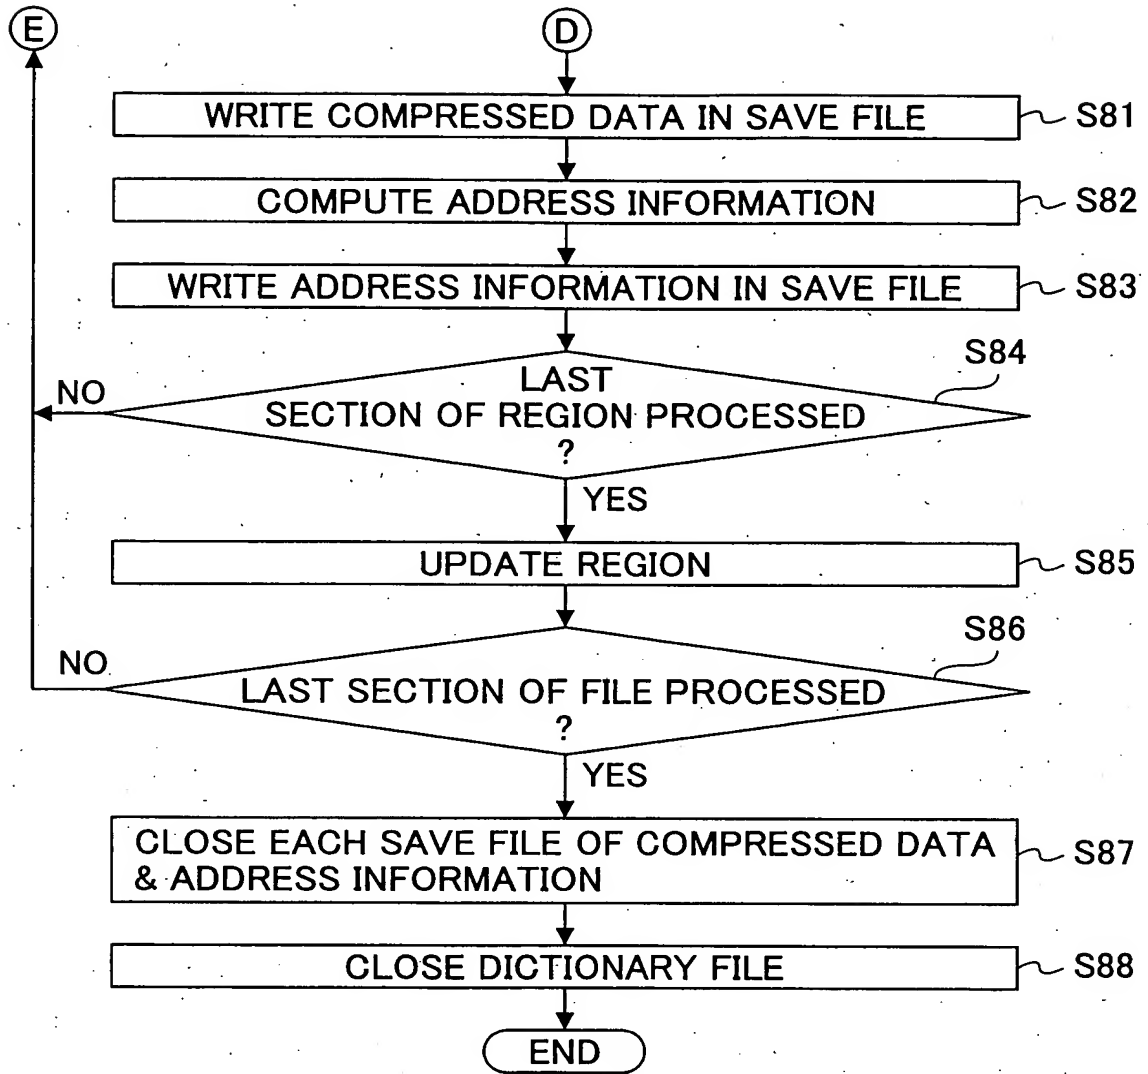 E
D
WRITE COMPRESSED DATA IN SAVE FILE
S81
COMPUTE ADDRESS INFORMATION
S82
WRITE ADDRESS INFORMATION IN SAVE FILE
S83
S84
NO
LAST
SECTION OF REGION PROCESSED
?
YES
UPDATE REGION
S85
S86
NO
LAST SECTION OF FILE PROCESSED
?
YES
CLOSE EACH SAVE FILE OF COMPRESSED DATA
& ADDRESS INFORMATION
S87
CLOSE DICTIONARY FILE
S88
END